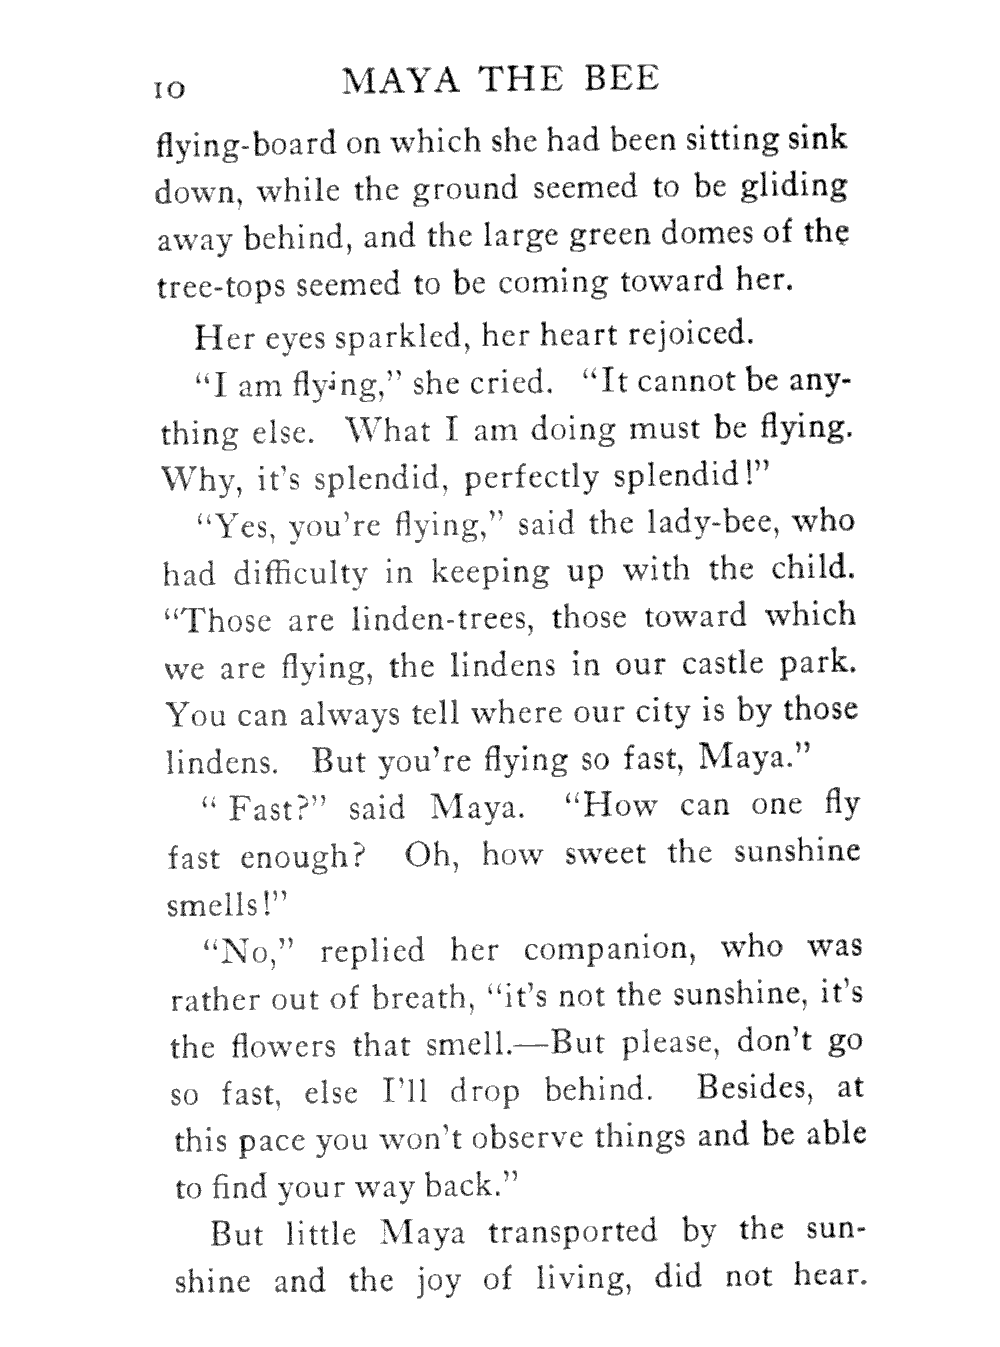 10 MAYA THE BEE
flying-board on which she had been sitting sink
down, while the ground seemed to be gliding
away behind, and the large green domes of the
tree-tops seemed to be coming toward her.
Her eyes sparkled, her heart rejoiced.
“I am flying,” she cried. “It cannot be any-
thing else. What I am doing must be flying.
Why, it’s splendid, perfectly splendid!”
“Yes, you’re flying,” said the lady-bee, who
had difficulty in keeping up with the child.
“Those are linden-trees, those toward which
we are flying, the lindens in our castle park.
You can always tell where our city is by those
lindens. But you’re flying so fast, Maya.”
“Fast?” said Maya. “How can one fly
fast enough? Oh, how sweet the sunshine
smells!”
“No,” replied her companion, who was
rather out of breath, “it’s not the sunshine, it’s
the flowers that smell.—But please, don’t go
so fast, else I’ll drop behind. Besides, at
this pace you won’t observe things and be able
to find your way back.”
But little Maya transported by the sun-
shine and the joy of living, did not hear.